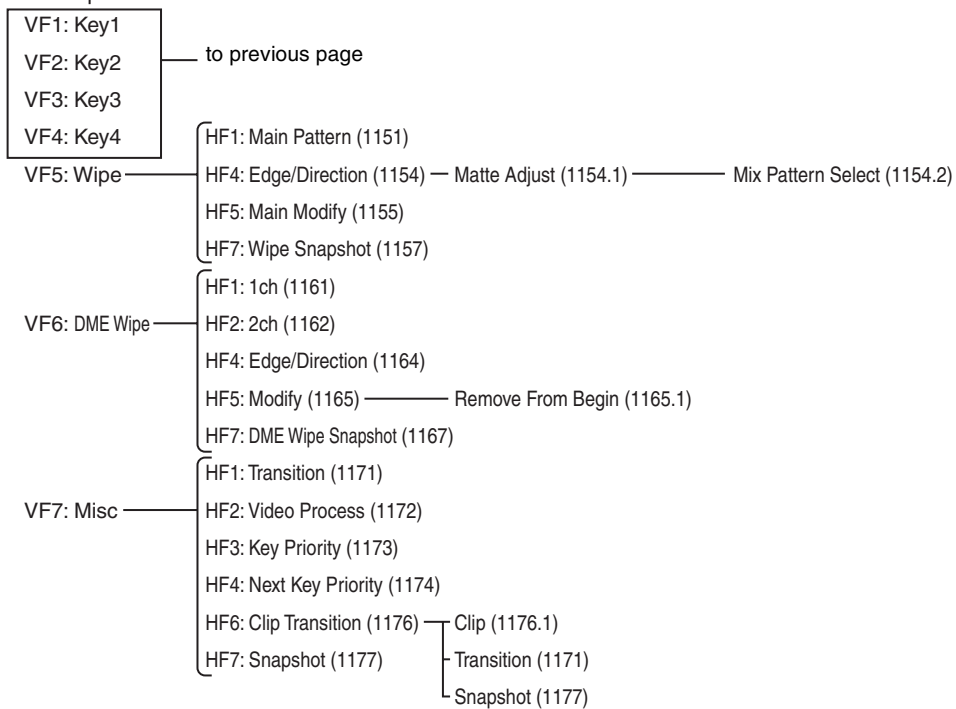 VF1: Key1
VF2: Key2
to previous page
VF3: Key3
VF4: Key4
HF1: Main Pattern (1151)
VF5: Wipe
HF4: Edge/Direction (1154)
Matte Adjust (1154.1)
Mix Pattern Select (1154.2)
HF5: Main Modify (1155)
HF7: Wipe Snapshot (1157)
HF1: 1ch (1161)
VF6: DME Wipe
HF2: 2ch (1162)
HF4: Edge/Direction (1164)
HF5: Modify (1165)
Remove From Begin (1165.1)
HF7: DME Wipe Snapshot (1167)
HF1: Transition (1171)
VF7: Misc
HF2: Video Process (1172)
HF3: Key Priority (1173)
HF4: Next Key Priority (1174)
HF6: Clip Transition (1176)
Clip (1176.1)
HF7: Snapshot (1177)
Transition (1171)
Snapshot (1177)